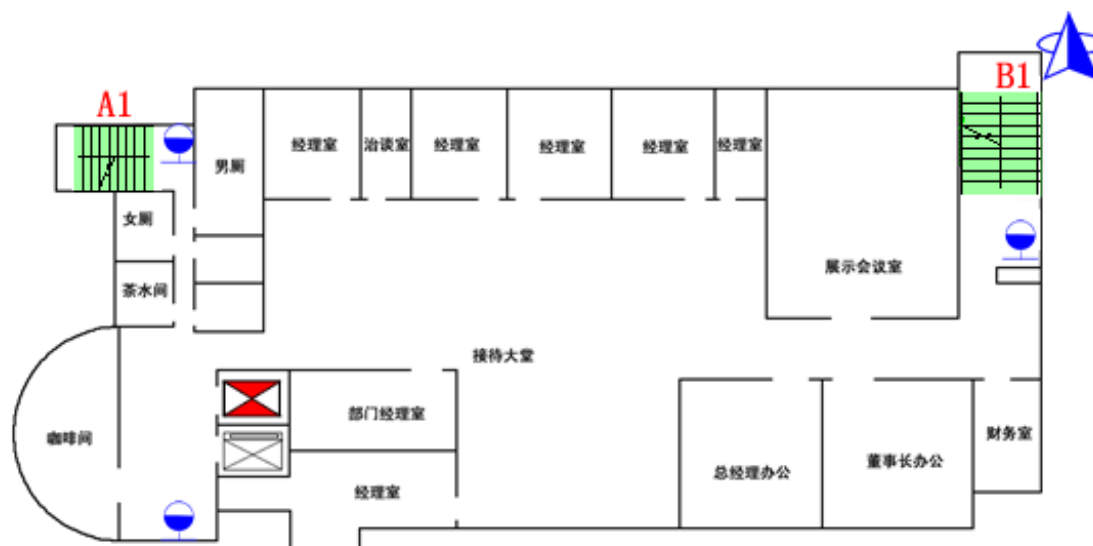 B1
A1
经理室
洽谈室
经理室
经理室
经理室
经理室
男厕
女厕
展示会议室
茶水间
接待大堂
部门经理室
咖啡间
财务室
董事长办公
总经理办公
经理室